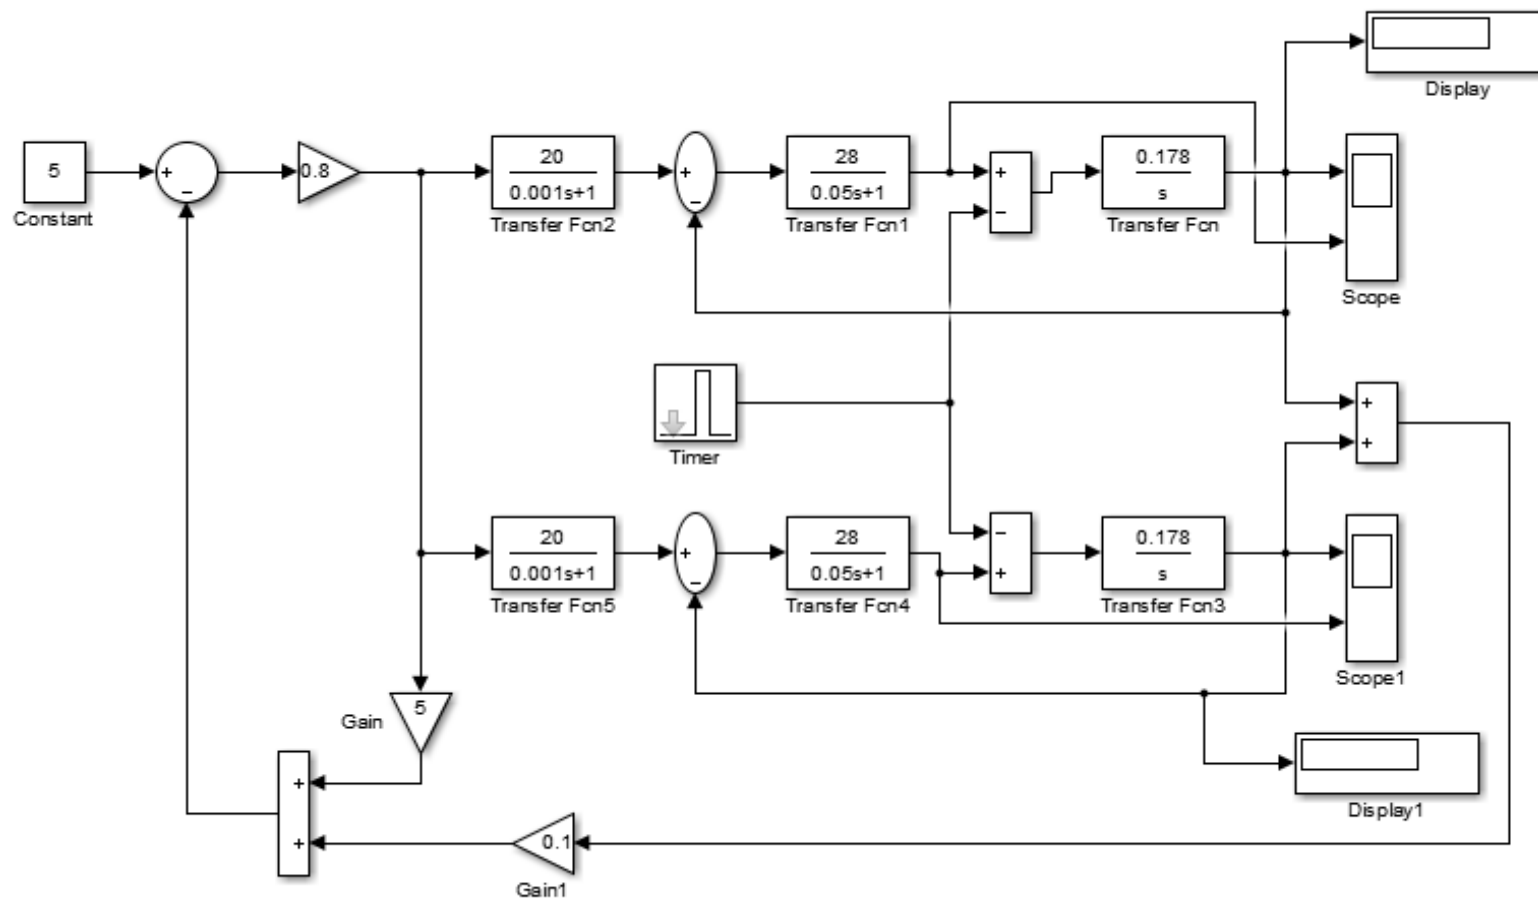 Display
5
Constant
+
−
0.8
20
0.001s+1
Transfer Fcn2
+
−
28
0.05s+1
Transfer Fcn1
+
−
0.178
s
Transfer Fcn
Scope
Timer
+
+
20
0.001s+1
Transfer Fcn5
+
−
28
0.05s+1
Transfer Fcn4
−
+
0.178
s
Transfer Fcn3
Scope1
Gain
5
Display1
+
+
0.1
Gain1